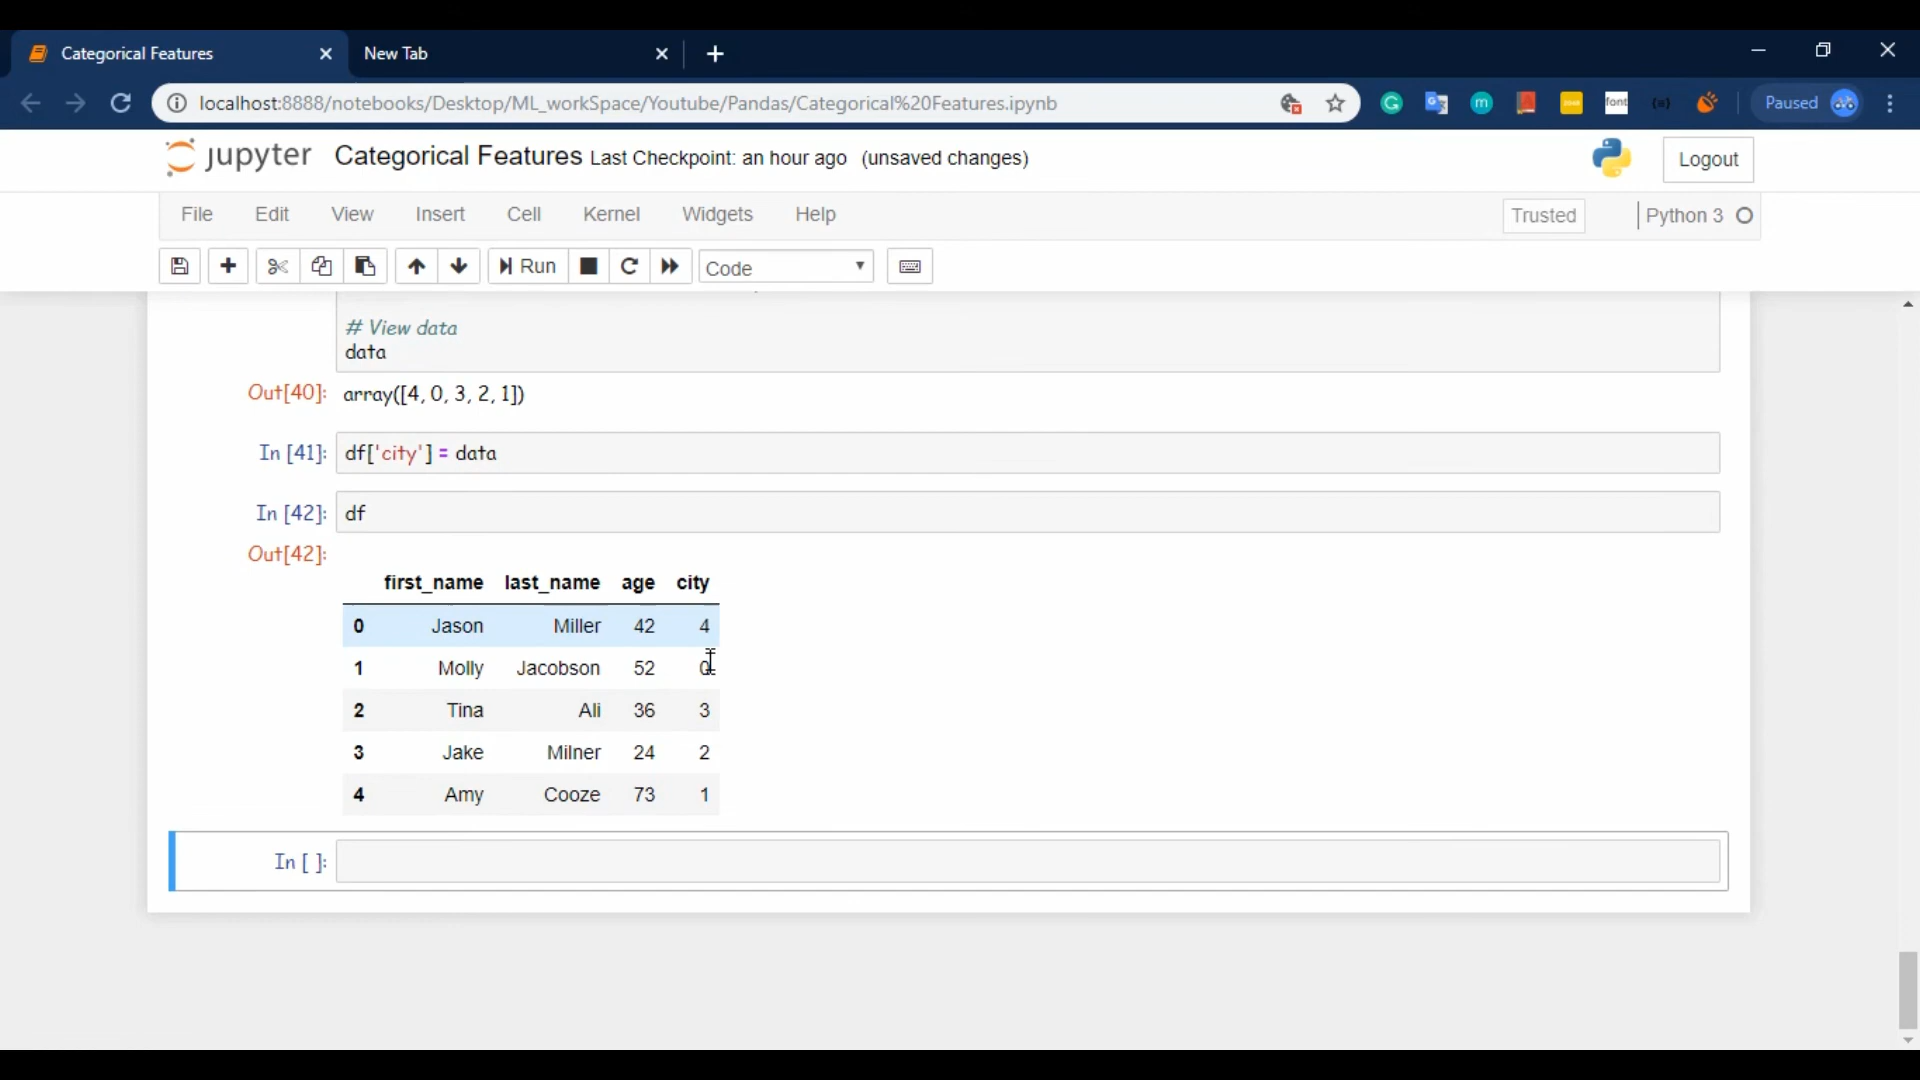 Categorical Features
New Tab
localhost:8888/notebooks/Desktop/ML_workSpace/Youtube/Pandas/Categorical%20Features.ipynb
Paused
jupyter Categorical Features Last Checkpoint: an hour ago (unsaved changes)
Logout
File Edit View Insert Cell Kernel Widgets Help
Trusted Python 3
Run Code
# View data
data
Out[40]: array([4, 0, 3, 2, 1])
In [41]: df['city'] = data
In [42]: df
Out[42]:
first_name last_name age city
0 Jason Miller 42 4
1 Molly Jacobson 52 0
2 Tina Ali 36 3
3 Jake Milner 24 2
4 Amy Cooze 73 1
In [ ]: